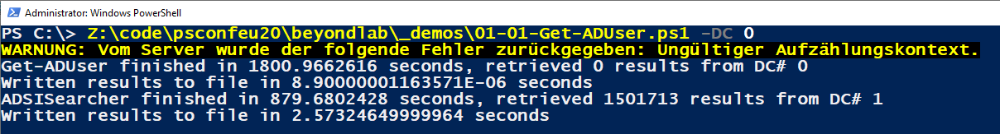 Administrator: Windows PowerShell
PS C:\> Z:\code\psconfeu20\beyondlab\_demos\01-01-Get-ADUser.ps1 -DC 0
WARNUNG: Vom Server wurde der folgende Fehler zurückgegeben: Ungültiger Aufzählungskontext.
Get-ADUser finished in 1800.9662616 seconds, retrieved 0 results from DC# 0
Written results to file in 8.90000001163571E-06 seconds
ADSISearcher finished in 879.6802428 seconds, retrieved 1501713 results from DC# 1
Written results to file in 2.57324649999964 seconds